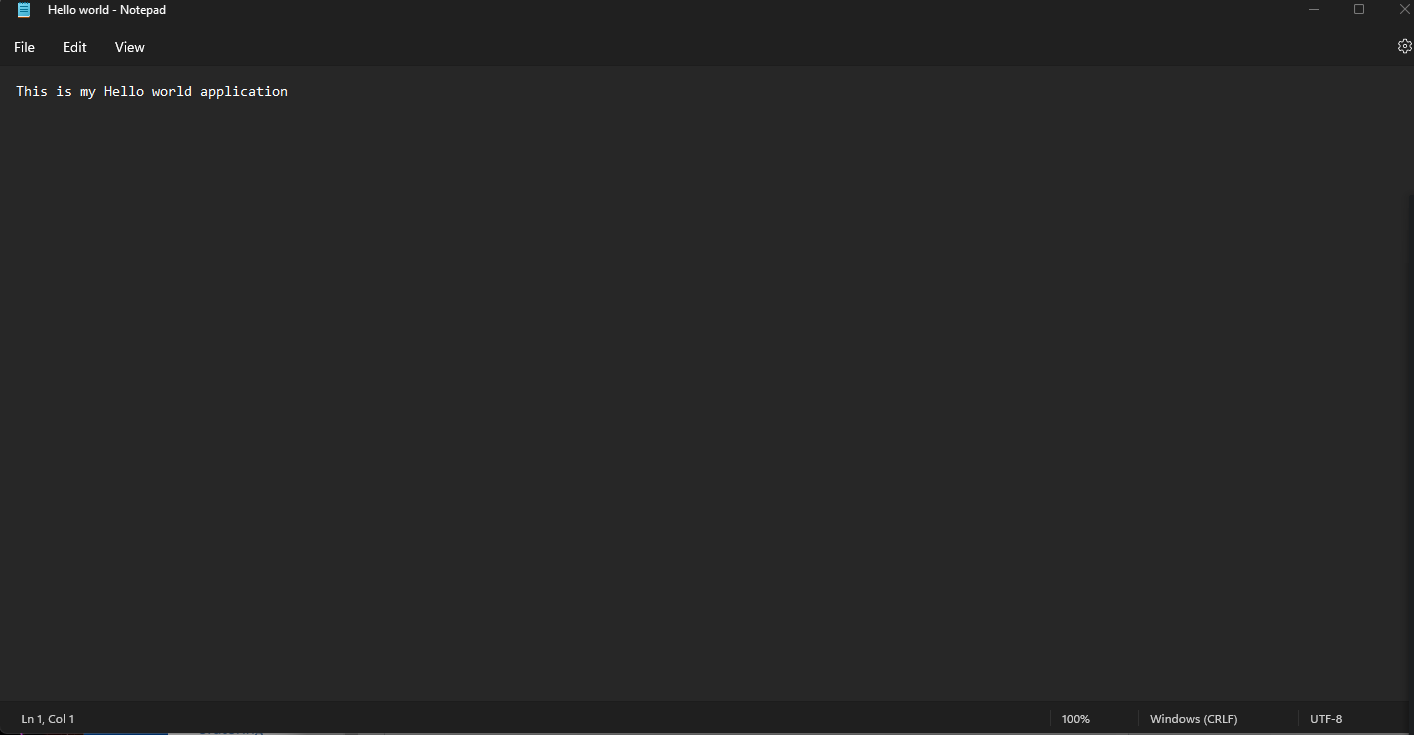 Hello world - Notepad
File Edit View
This is my Hello world application
Ln 1, Col 1 100% Windows (CRLF) UTF-8